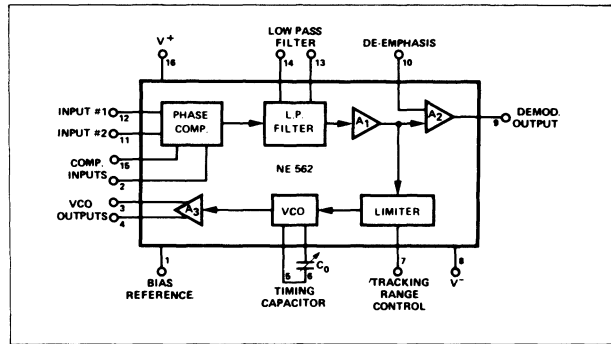 V+
16
LOW PASS
FILTER
14
13
DE-EMPHASIS
10
INPUT #1
12
INPUT #2
11
COMP.
INPUTS
15
2
PHASE
COMP.
L.P.
FILTER
A1
A2
9
DEMOD.
OUTPUT
NE 562
VCO
OUTPUTS
3
4
A3
VCO
LIMITER
1
BIAS
REFERENCE
5
6
C0
TIMING
CAPACITOR
7
TRACKING
RANGE
CONTROL
8
V-